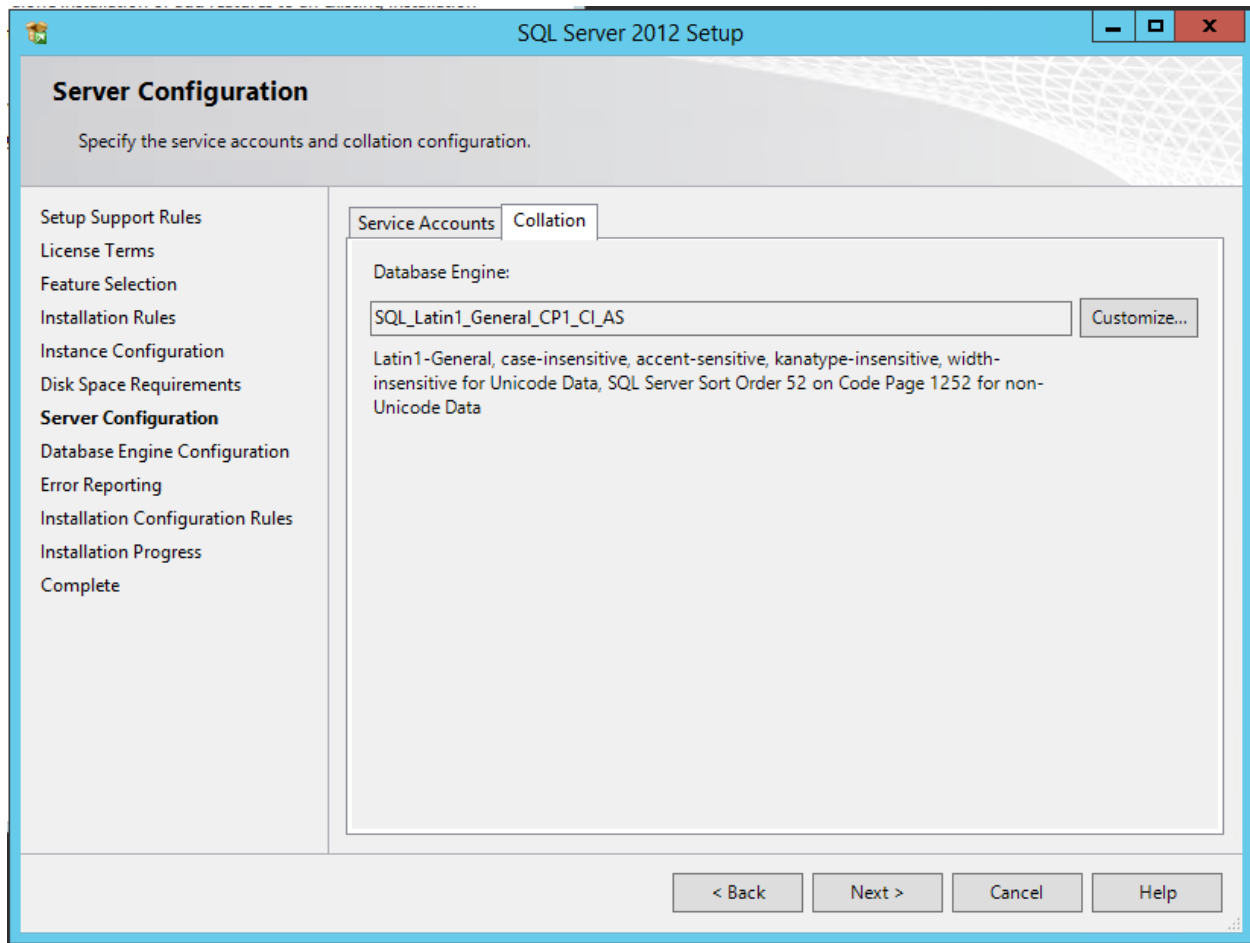 SQL Server 2012 Setup
Server Configuration
Specify the service accounts and collation configuration.
Setup Support Rules
License Terms
Feature Selection
Installation Rules
Instance Configuration
Disk Space Requirements
Server Configuration
Database Engine Configuration
Error Reporting
Installation Configuration Rules
Installation Progress
Complete
Service Accounts
Collation
Database Engine:
SQL_Latin1_General_CP1_CI_AS
Customize...
Latin1-General, case-insensitive, accent-sensitive, kanatype-insensitive, width-
insensitive for Unicode Data, SQL Server Sort Order 52 on Code Page 1252 for non-
Unicode Data
< Back
Next >
Cancel
Help